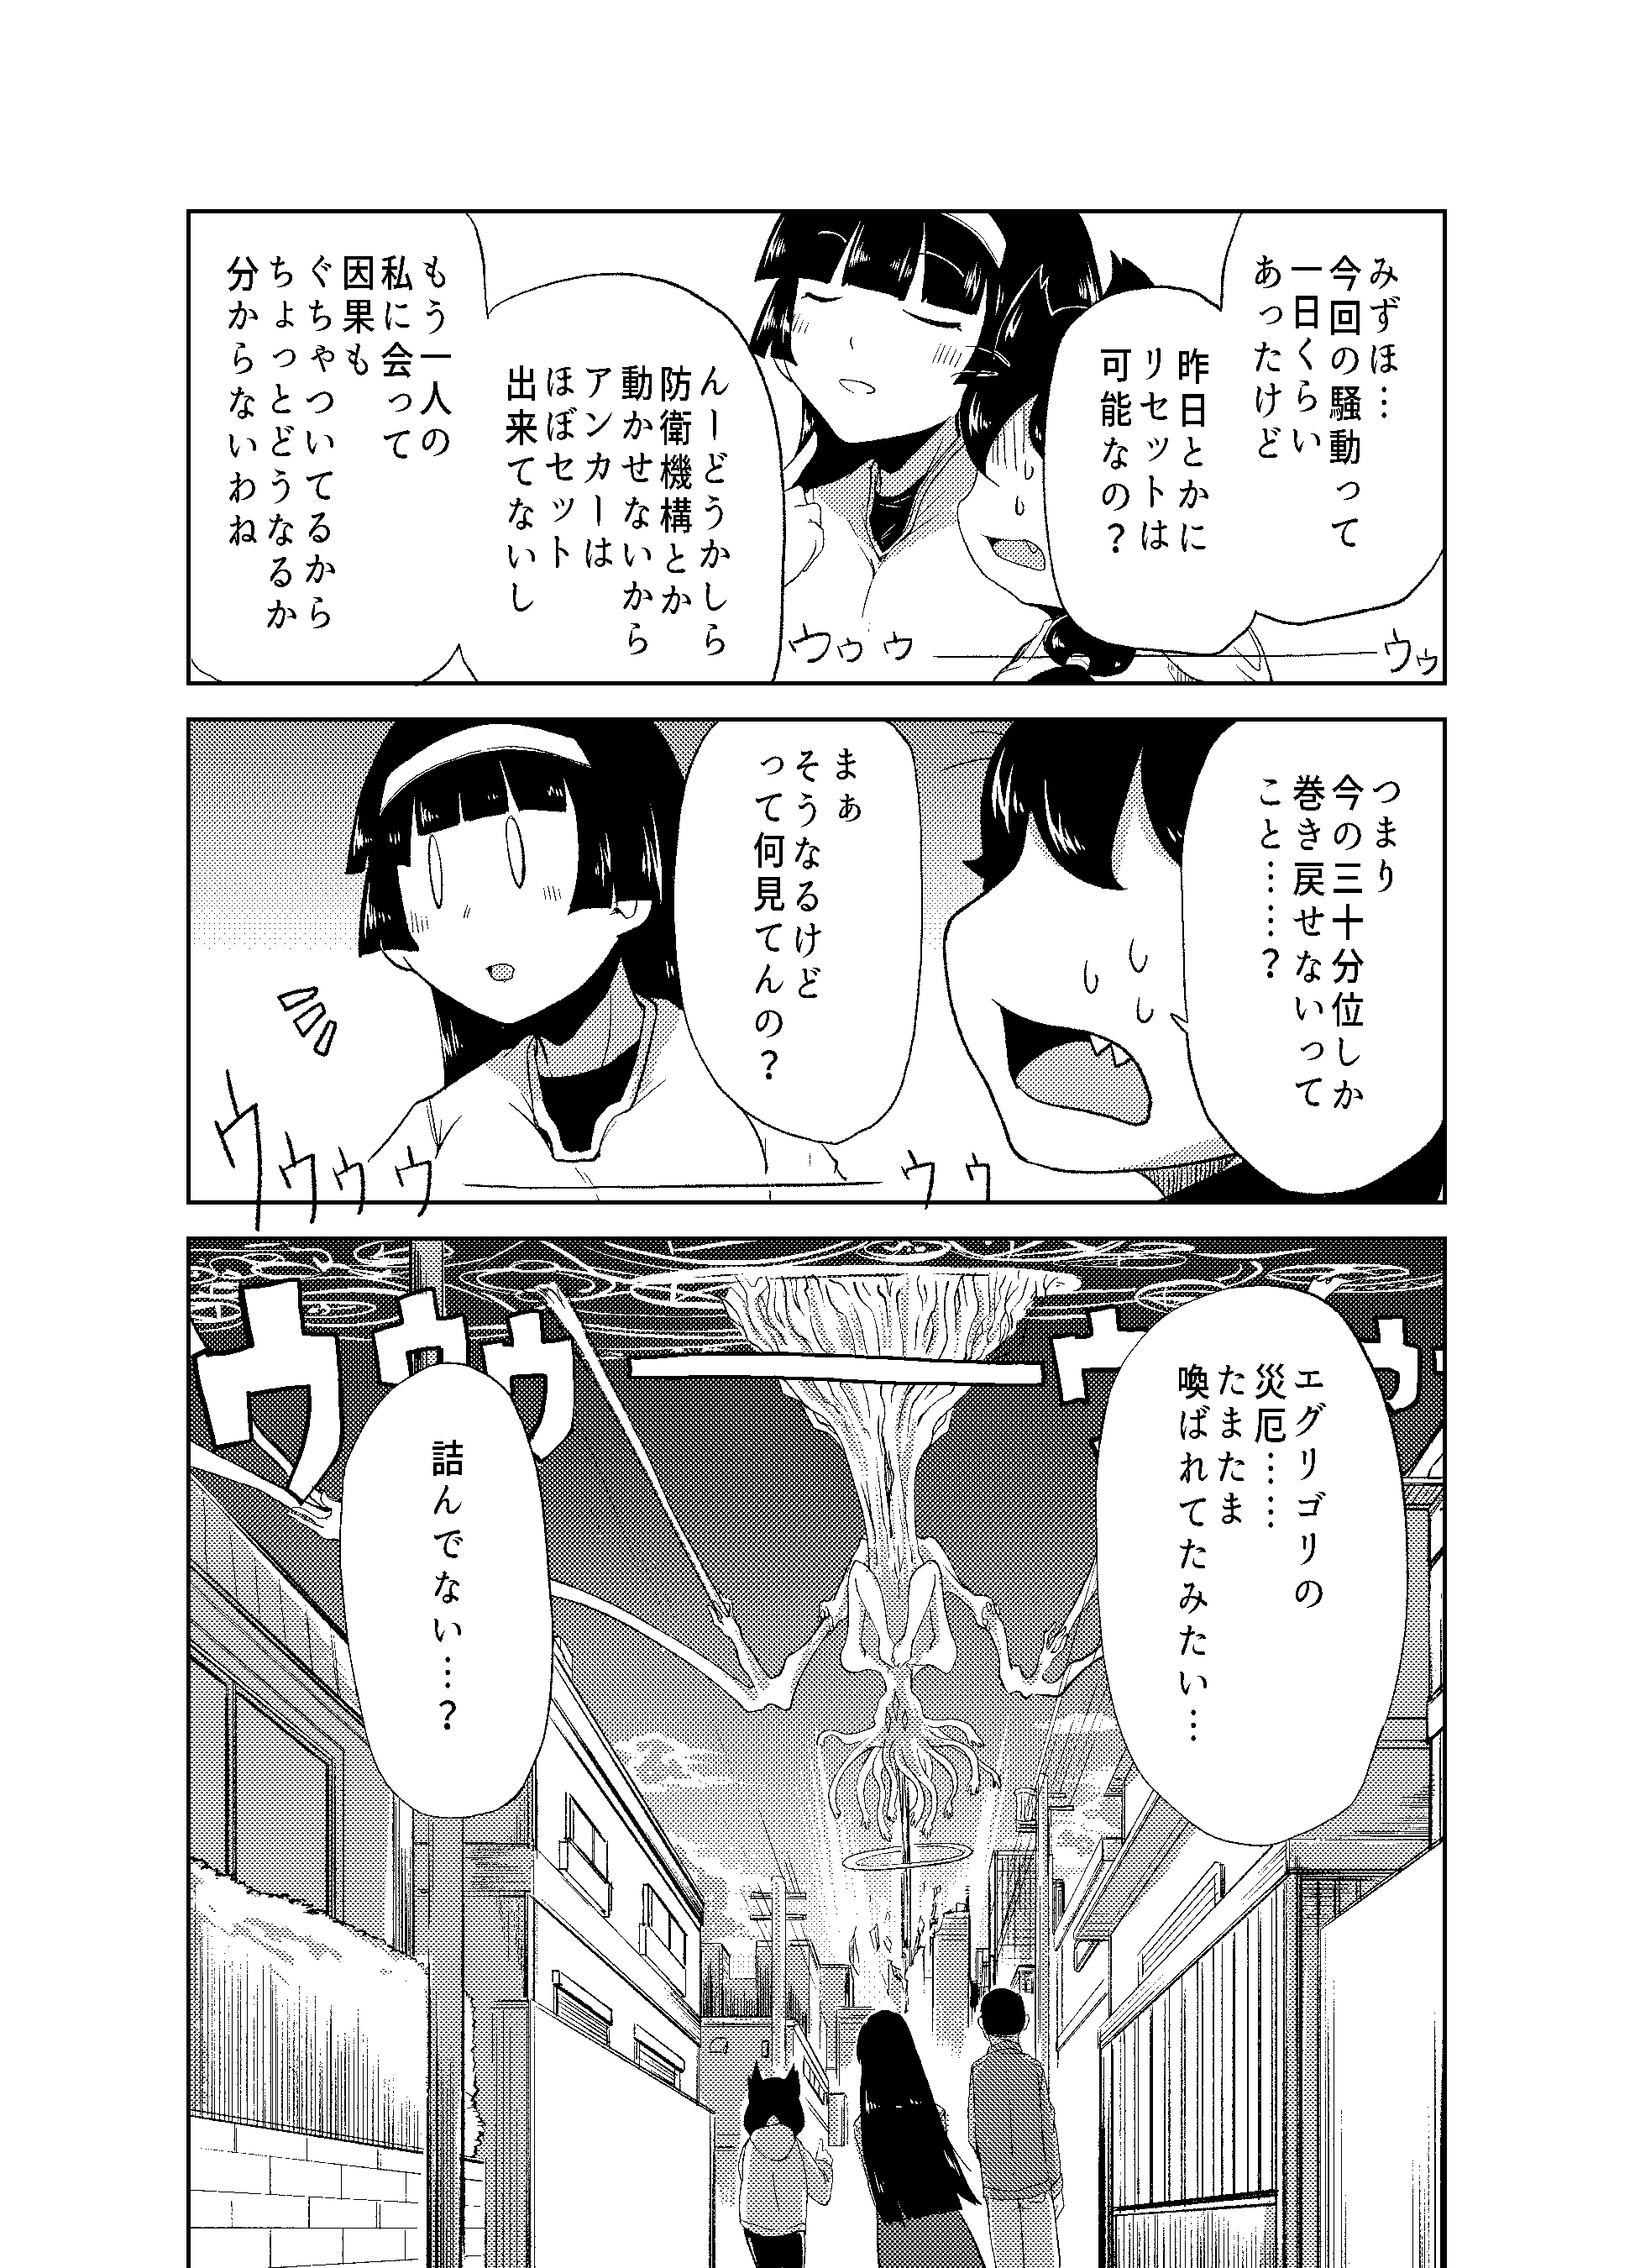 みずほ…
今回の騒動って
一日くらい
あったけど
昨日とかに
リセットは
可能なの？
んーどうかしら
防衛機構とか
動かせないから
アンカーは
ほぼセット
出来てないし
もう一人の
私に会って
因果も
ぐちゃついてるから
ちょっとどうなるか
分からないわね
ウゥゥ
ウゥ
つまり
今の三十分位しか
巻き戻せないって
こと……？
まぁ
そうなるけど
って何見てんの？
ウゥゥゥ
ゥゥ
エグリゴリの
災厄……
たまたま
喚ばれてたみたい…
詰んでない…？
ウゥゥ